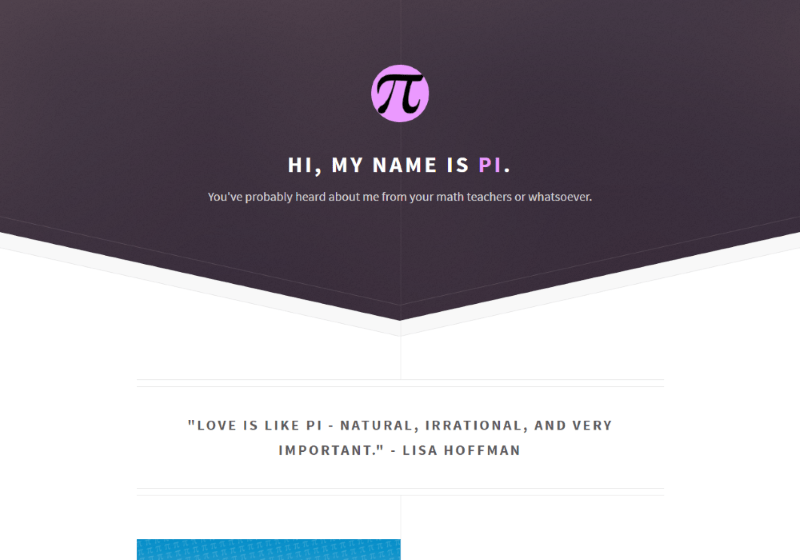 π
HI, MY NAME IS PI.
You've probably heard about me from your math teachers or whatsoever.
"LOVE IS LIKE PI - NATURAL, IRRATIONAL, AND VERY
IMPORTANT." - LISA HOFFMAN